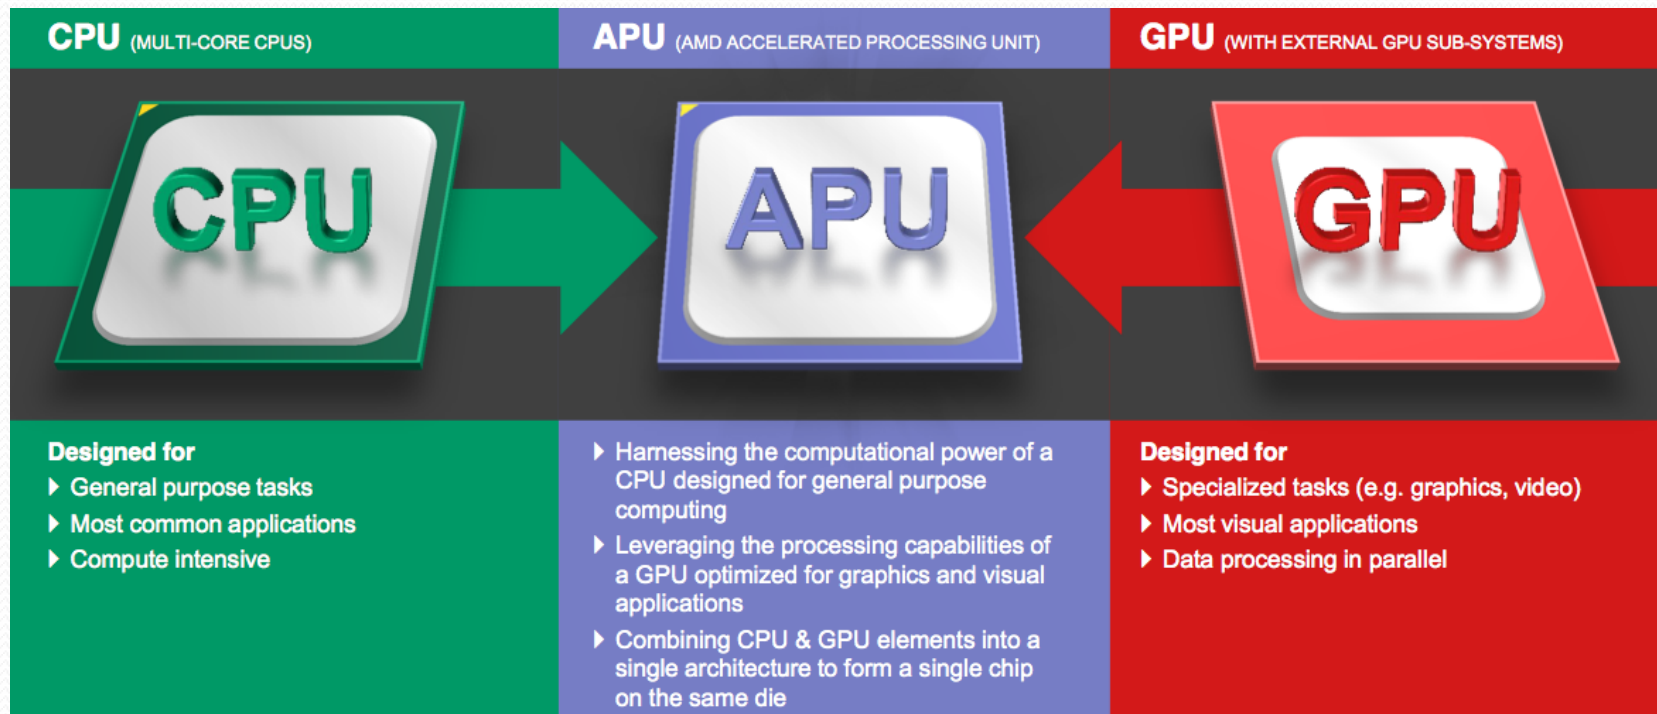 CPU (MULTI-CORE CPUS)
APU (AMD ACCELERATED PROCESSING UNIT)
GPU (WITH EXTERNAL GPU SUB-SYSTEMS)
CPU
APU
GPU
Designed for
General purpose tasks
Most common applications
Compute intensive
Harnessing the computational power of a
CPU designed for general purpose
computing
Leveraging the processing capabilities of
a GPU optimized for graphics and visual
applications
Combining CPU & GPU elements into a
single architecture to form a single chip
on the same die
Designed for
Specialized tasks (e.g. graphics, video)
Most visual applications
Data processing in parallel